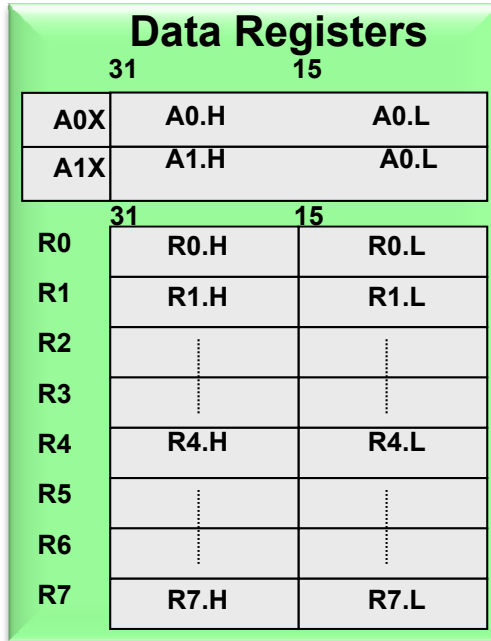 Data Registers
31 15
A0X A0.H A0.L
A1X A1.H A0.L
31 15
R0 R0.H R0.L
R1 R1.H R1.L
R2
R3
R4 R4.H R4.L
R5
R6
R7 R7.H R7.L